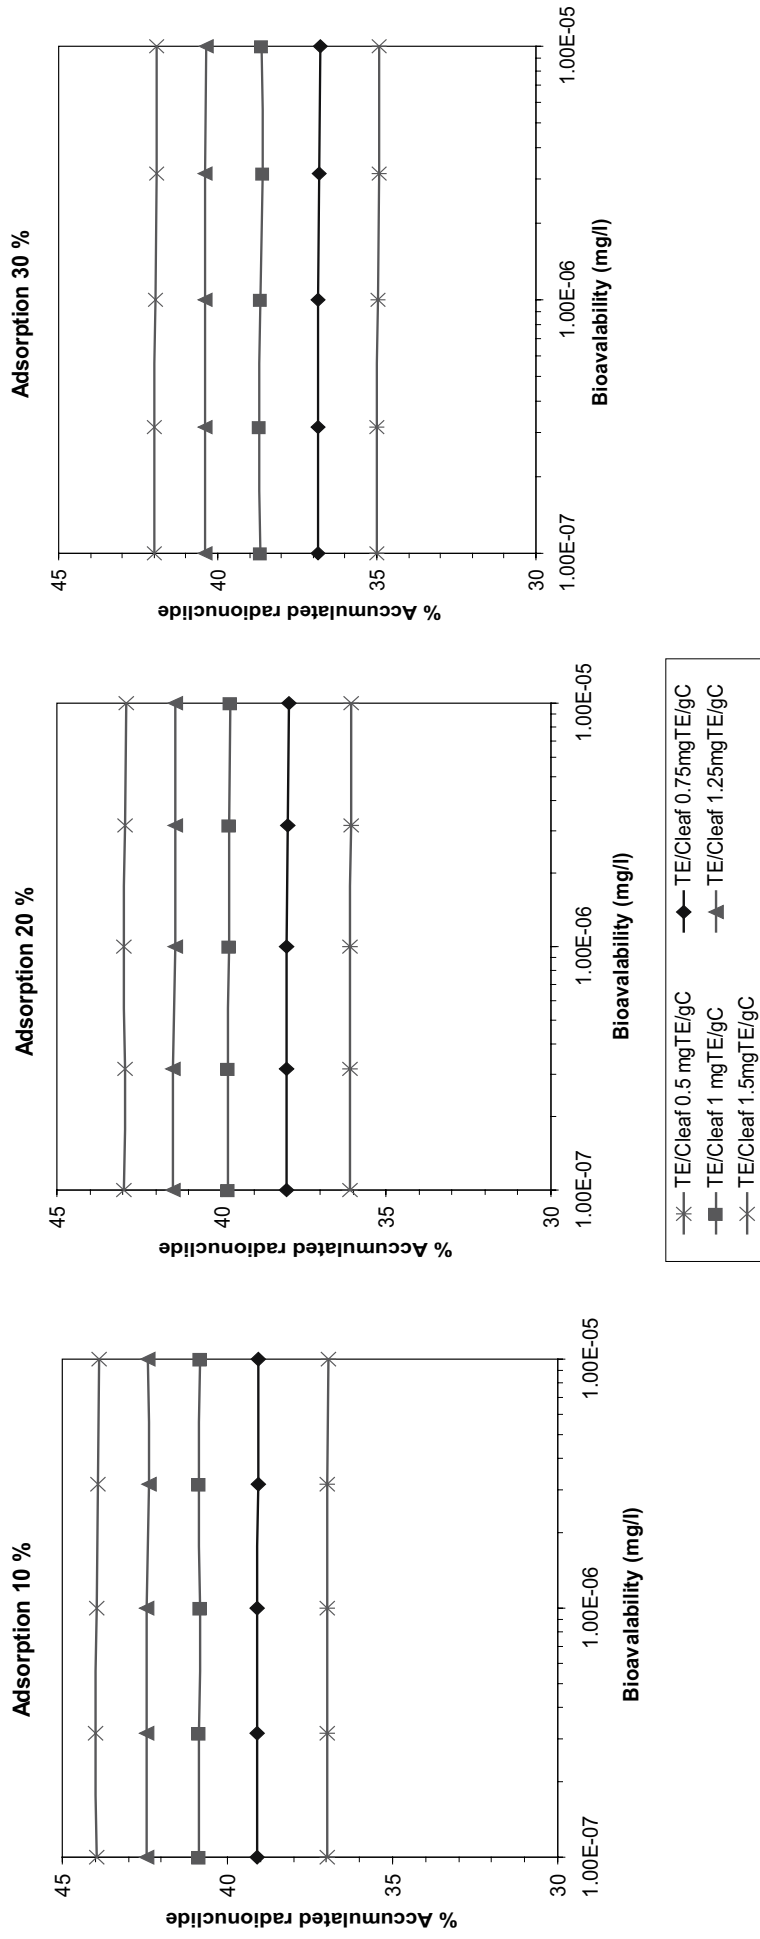 Adsorption 10 %
45
40
35
30
1.00E-07
1.00E-06
1.00E-05
% Accumulated radionuclide
Bioavalability (mg/l)
Adsorption 20 %
45
40
35
30
1.00E-07
1.00E-06
1.00E-05
% Accumulated radionuclide
Bioavalability (mg/l)
Adsorption 30 %
45
40
35
30
1.00E-07
1.00E-06
1.00E-05
% Accumulated radionuclide
Bioavalability (mg/l)
TE/Cleaf 0.5 mgTE/gC
TE/Cleaf 0.75mgTE/gC
TE/Cleaf 1 mgTE/gC
TE/Cleaf 1.25mgTE/gC
TE/Cleaf 1.5mgTE/gC